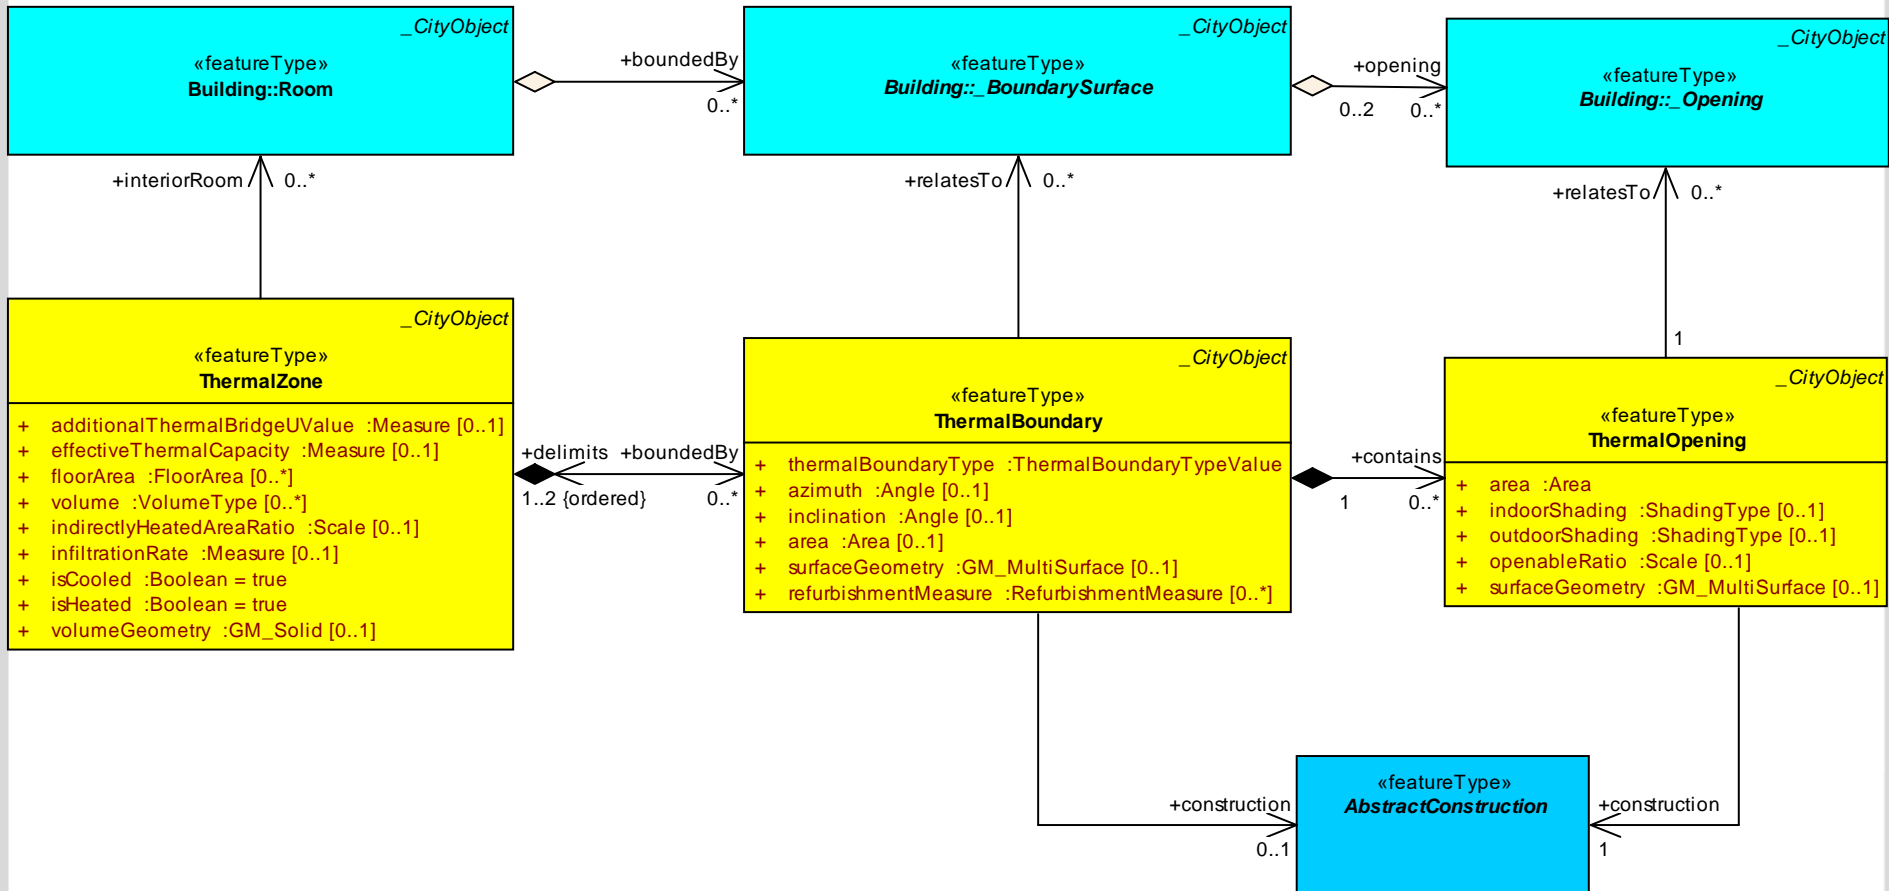 _CityObject
«featureType»
Building::Room
+boundedBy
0..*
_CityObject
«featureType»
Building::_BoundarySurface
+opening
0..2
0..*
_CityObject
«featureType»
Building::_Opening
+interiorRoom
0..*
+relatesTo
0..*
+relatesTo
0..*
1
_CityObject
«featureType»
ThermalZone
+ additionalThermalBridgeUValue :Measure [0..1]
+ effectiveThermalCapacity :Measure [0..1]
+ floorArea :FloorArea [0..*]
+ volume :VolumeType [0..*]
+ indirectlyHeatedAreaRatio :Scale [0..1]
+ infiltrationRate :Measure [0..1]
+ isCooled :Boolean = true
+ isHeated :Boolean = true
+ volumeGeometry :GM_Solid [0..1]
+delimits
+boundedBy
1..2 {ordered}
0..*
_CityObject
«featureType»
ThermalBoundary
+ thermalBoundaryType :ThermalBoundaryTypeValue
+ azimuth :Angle [0..1]
+ inclination :Angle [0..1]
+ area :Area [0..1]
+ surfaceGeometry :GM_MultiSurface [0..1]
+ refurbishmentMeasure :RefurbishmentMeasure [0..*]
+contains
1
0..*
_CityObject
«featureType»
ThermalOpening
+ area :Area
+ indoorShading :ShadingType [0..1]
+ outdoorShading :ShadingType [0..1]
+ openableRatio :Scale [0..1]
+ surfaceGeometry :GM_MultiSurface [0..1]
+construction
0..1
«featureType»
AbstractConstruction
+construction
1